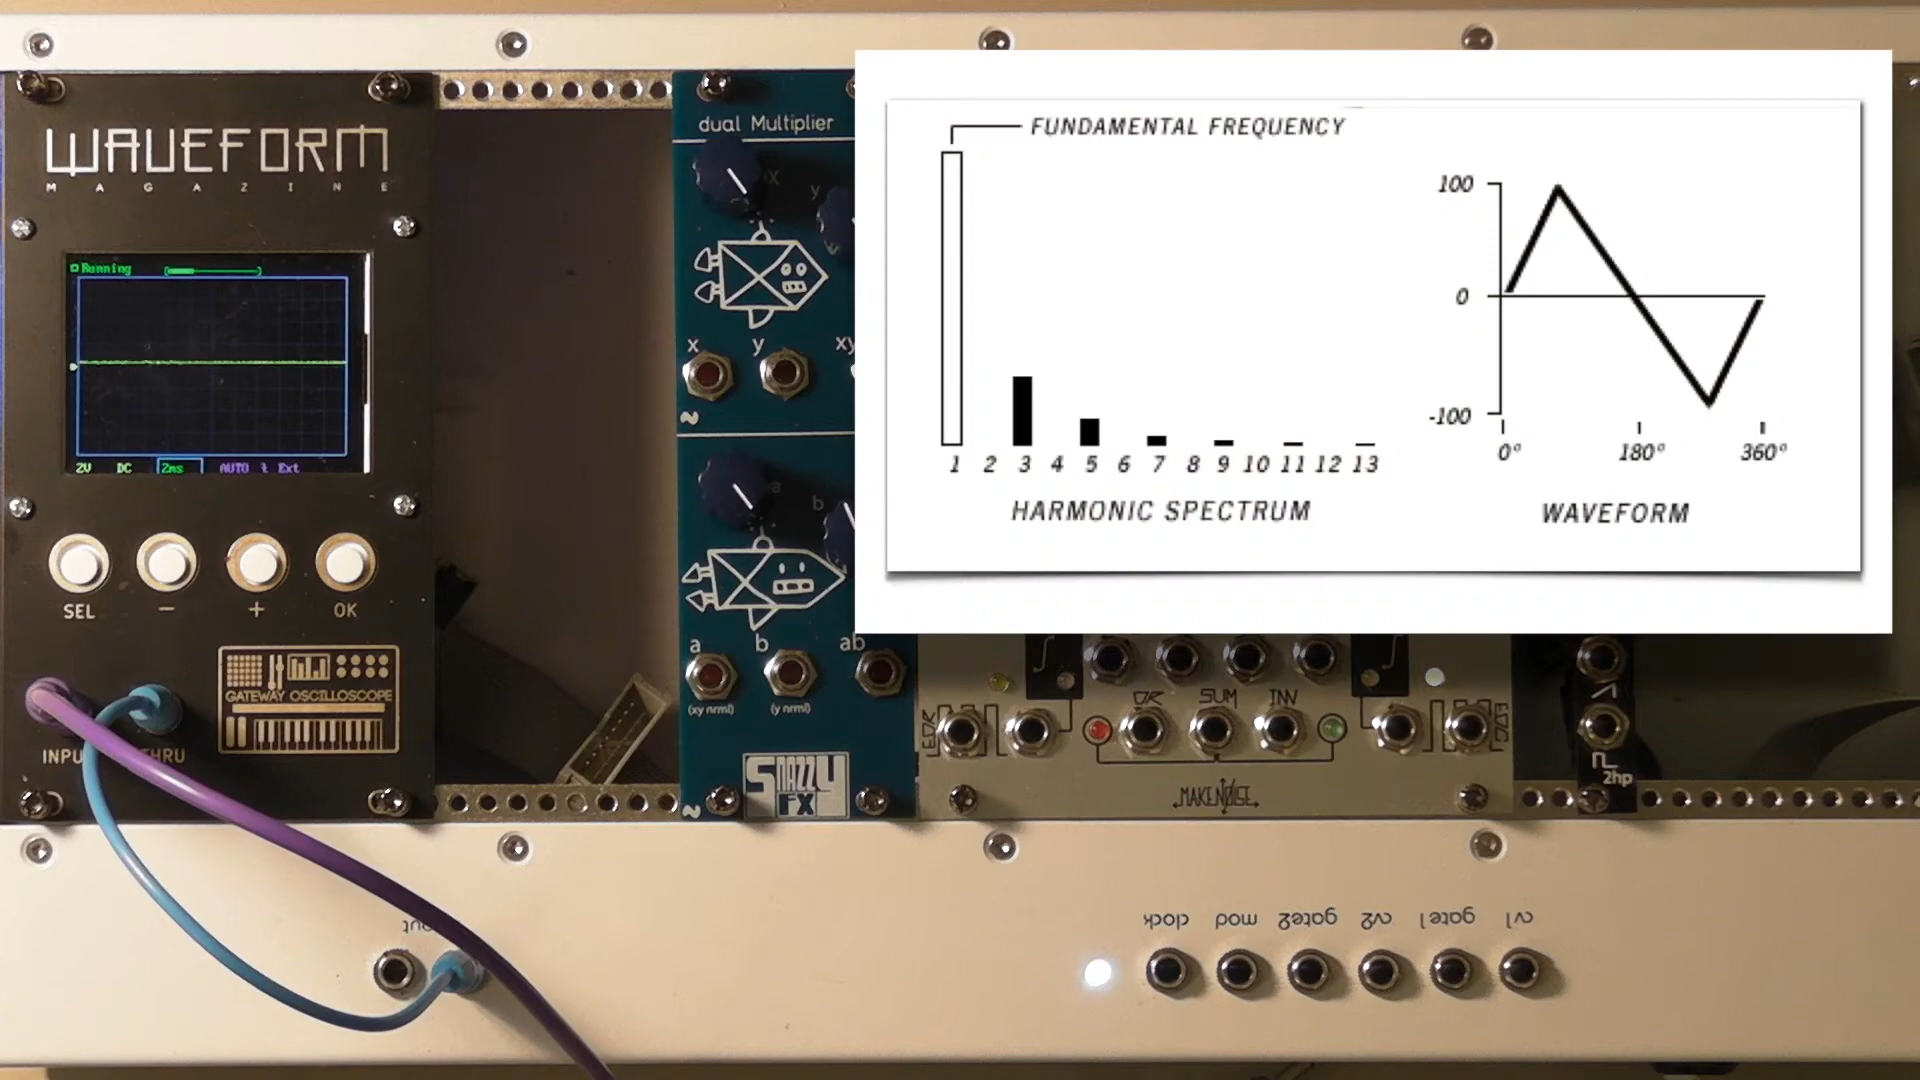 WAVEFORM
MAGAZINE
Running
2V DC 2ms AUTO Ext
SEL − + OK
GATEWAY OSCILLOSCOPE
INPU THRU
out
dual Multiplier
X y
x y xy
a b
a b ab
(xy nrml) (y nrml)
SNAZZY
FX
FUNDAMENTAL FREQUENCY
1 2 3 4 5 6 7 8 9 10 11 12 13
HARMONIC SPECTRUM
100
0
-100
0° 180° 360°
WAVEFORM
OR SUM INV
EOR EOC
MAKENOISE
2hp
clock mod gate2 cv2 gate1 cv1